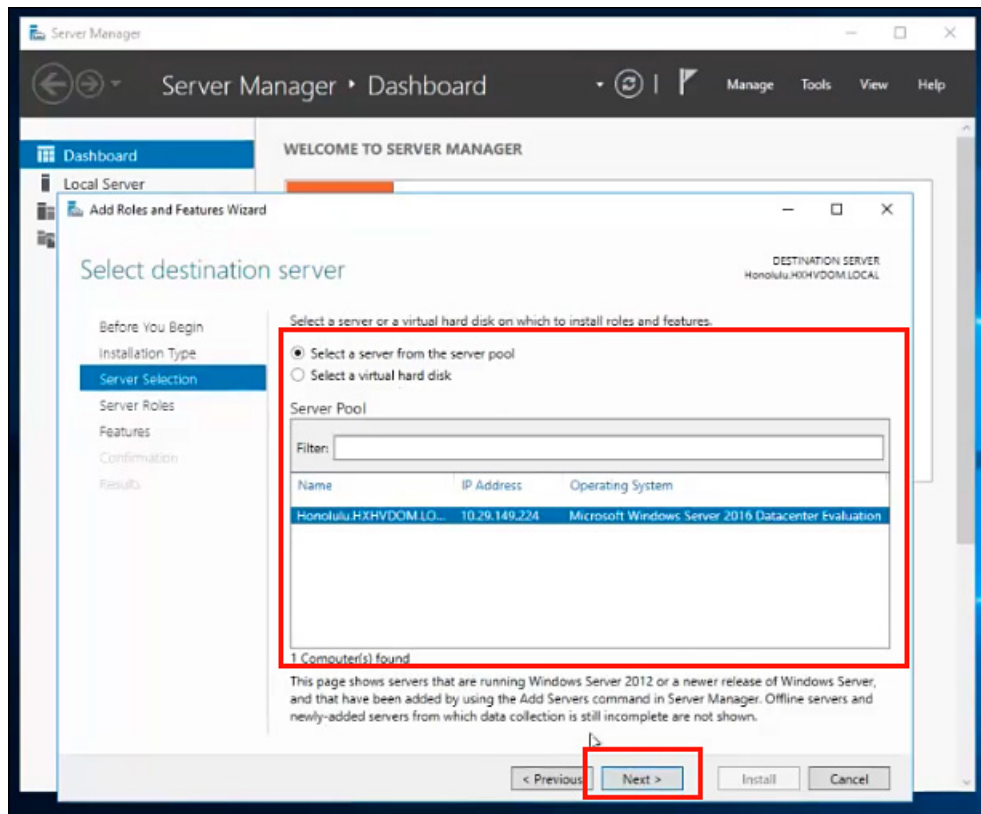 Server Manager
Server Manager • Dashboard
Manage Tools View Help
Dashboard
WELCOME TO SERVER MANAGER
Local Server
Add Roles and Features Wizard
Select destination server
DESTINATION SERVER
Honolulu.HXHVDOM.LOCAL
Before You Begin
Installation Type
Server Selection
Server Roles
Features
Confirmation
Results
Select a server or a virtual hard disk on which to install roles and features.
Select a server from the server pool
Select a virtual hard disk
Server Pool
Filter:
Name IP Address Operating System
Honolulu.HXHVDOM.LO... 10.29.149.224 Microsoft Windows Server 2016 Datacenter Evaluation
1 Computer(s) found
This page shows servers that are running Windows Server 2012 or a newer release of Windows Server,
and that have been added by using the Add Servers command in Server Manager. Offline servers and
newly-added servers from which data collection is still incomplete are not shown.
< Previous Next > Install Cancel